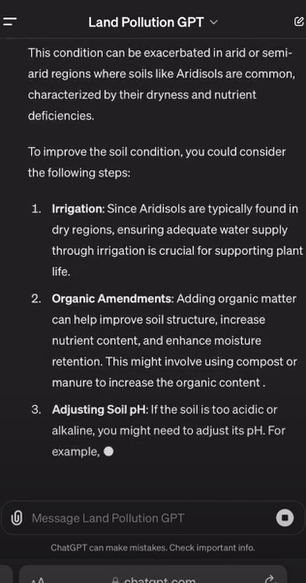 Land Pollution GPT
This condition can be exacerbated in arid or semi-
arid regions where soils like Aridisols are common,
characterized by their dryness and nutrient
deficiencies.
To improve the soil condition, you could consider
the following steps:
1. Irrigation: Since Aridisols are typically found in
dry regions, ensuring adequate water supply
through irrigation is crucial for supporting plant
life.
2. Organic Amendments: Adding organic matter
can help improve soil structure, increase
nutrient content, and enhance moisture
retention. This might involve using compost or
manure to increase the organic content .
3. Adjusting Soil pH: If the soil is too acidic or
alkaline, you might need to adjust its pH. For
example,
Message Land Pollution GPT
ChatGPT can make mistakes. Check important info.
AA
chatgpt.com